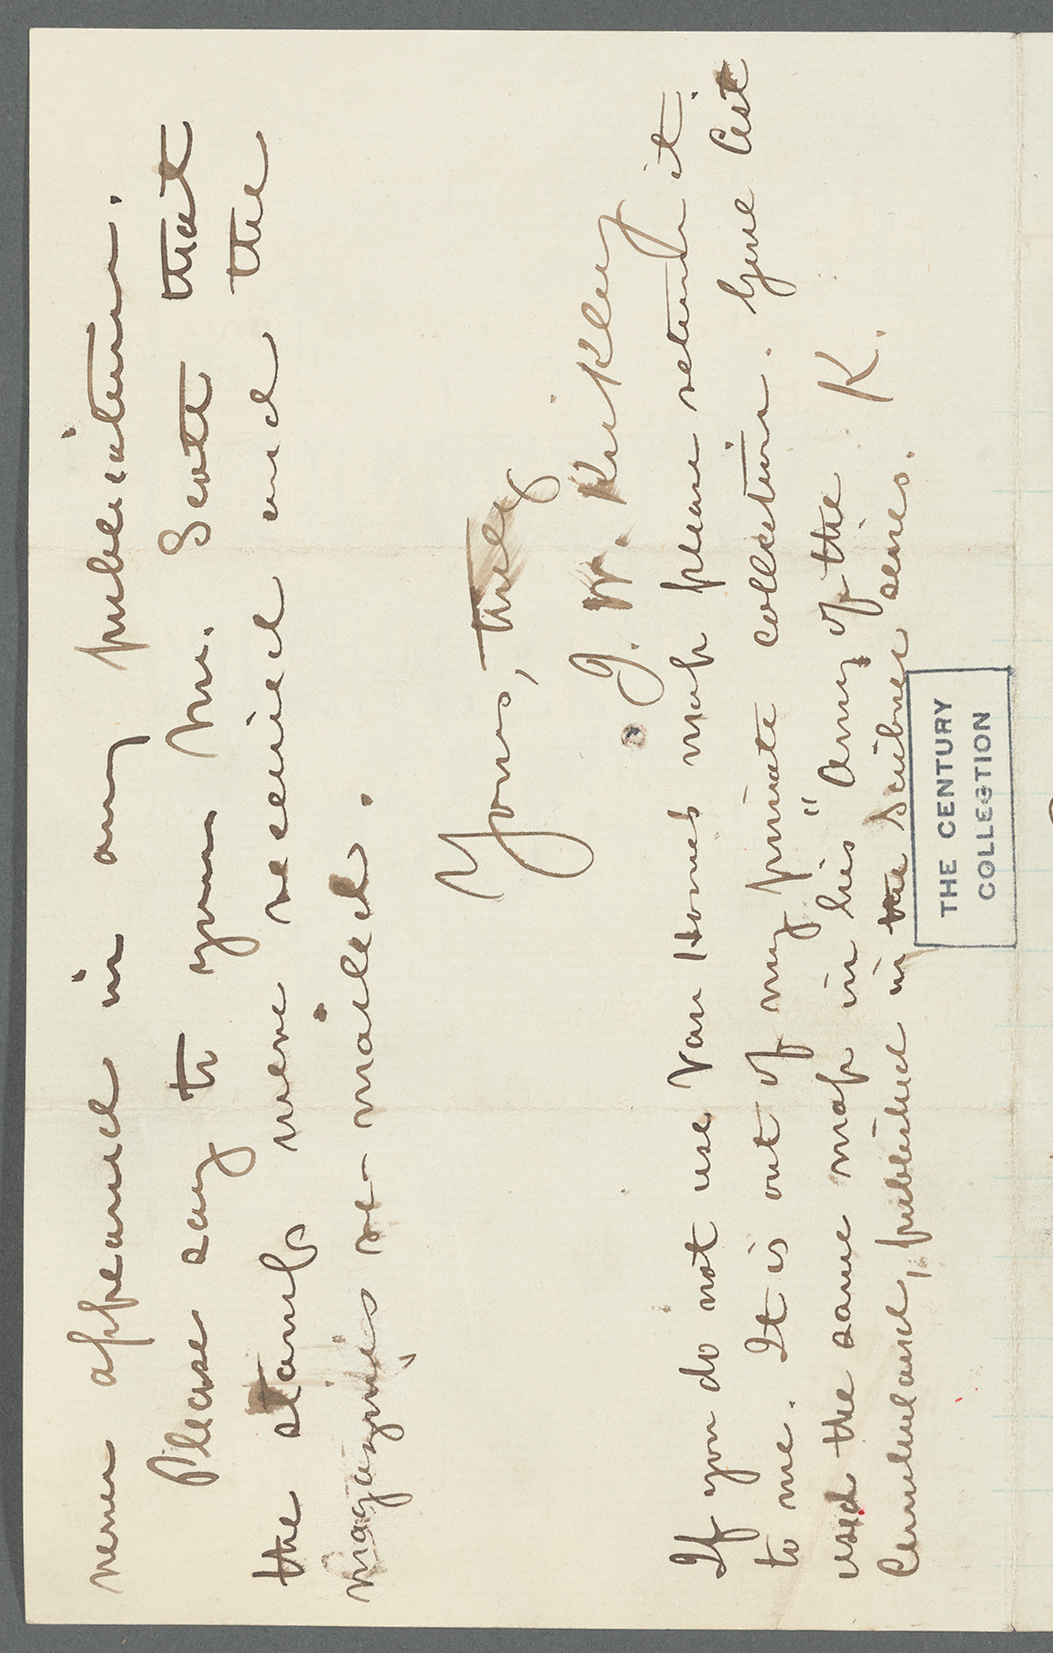 never appeared in any publication.
Please say to your Mr. Scott that
the stamps were received and the
magazines re-mailed.
Yours, truly
J. W. Kirkley
If you do not use Van Horne's map please return it
to me. It is out of my private collection. Genl Cist
used the same map in his "Army of the
Cumberland, published in the Scribner series. K.
THE CENTURY
COLLECTION